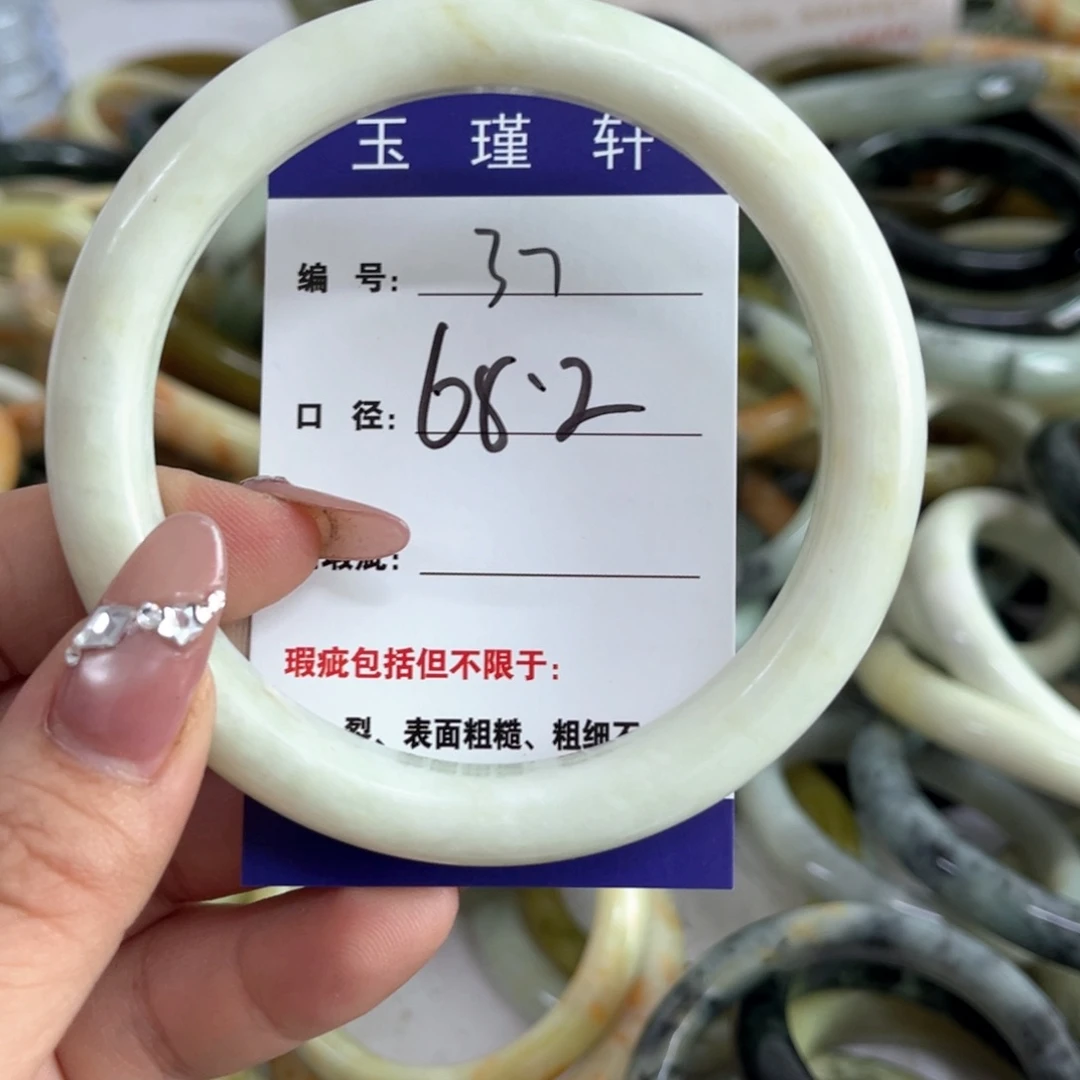 玉 瑾 轩
编 号: 37
口 径: 68.2
瑕疵:
瑕疵包括但不限于:
裂、表面粗糙、粗细不